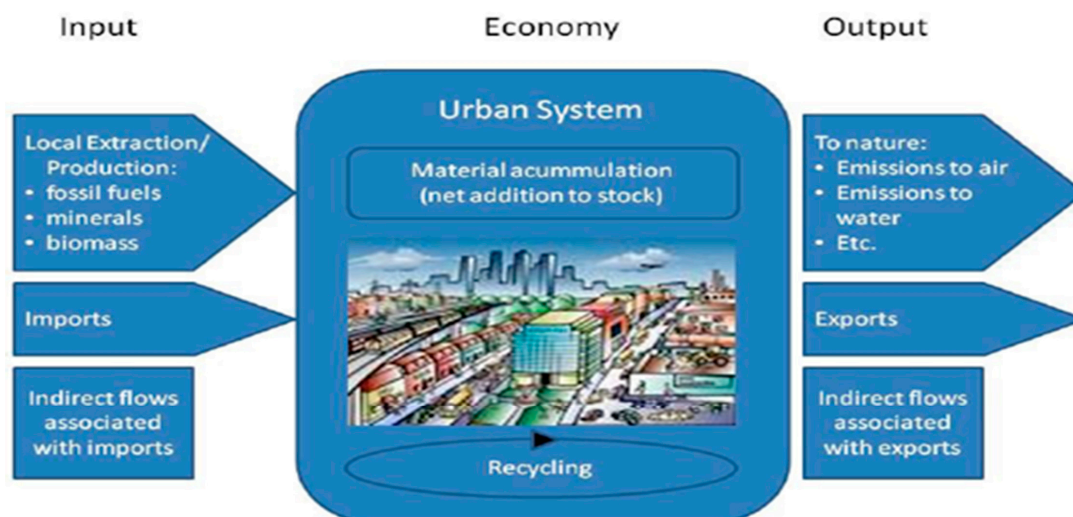 Input
Economy
Output
Local Extraction/
Production:
• fossil fuels
• minerals
• biomass
Imports
Indirect flows
associated
with imports
Urban System
Material acummulation
(net addition to stock)
Recycling
To nature:
• Emissions to air
• Emissions to
water
• Etc.
Exports
Indirect flows
associated
with exports